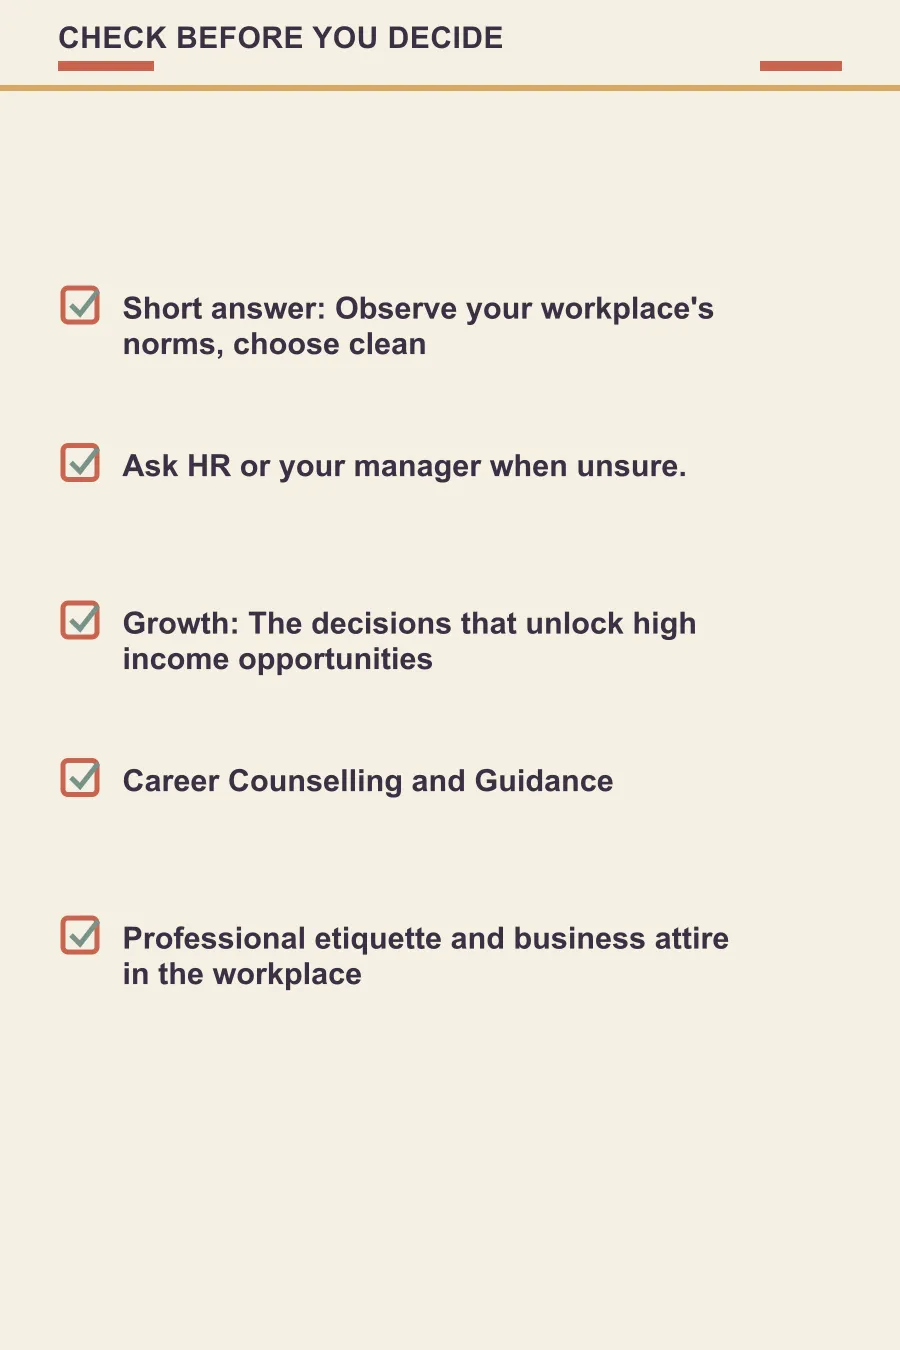 CHECK BEFORE YOU DECIDE
Short answer: Observe your workplace's
norms, choose clean
Ask HR or your manager when unsure.
Growth: The decisions that unlock high
income opportunities
Career Counselling and Guidance
Professional etiquette and business attire
in the workplace